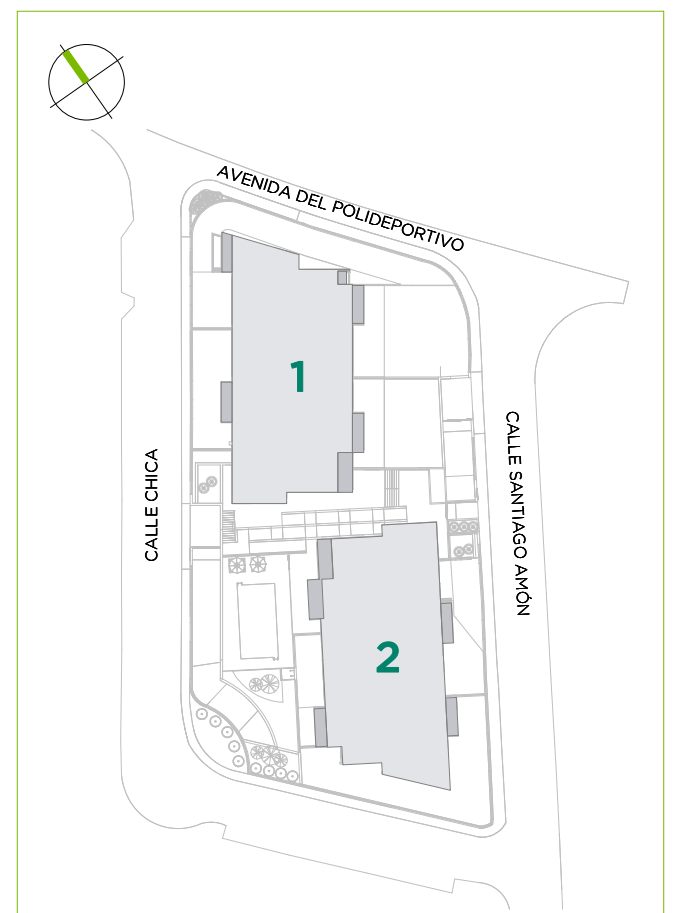 AVENIDA DEL POLIDEPORTIVO
1
CALLE CHICA
CALLE SANTIAGO AMÓN
2